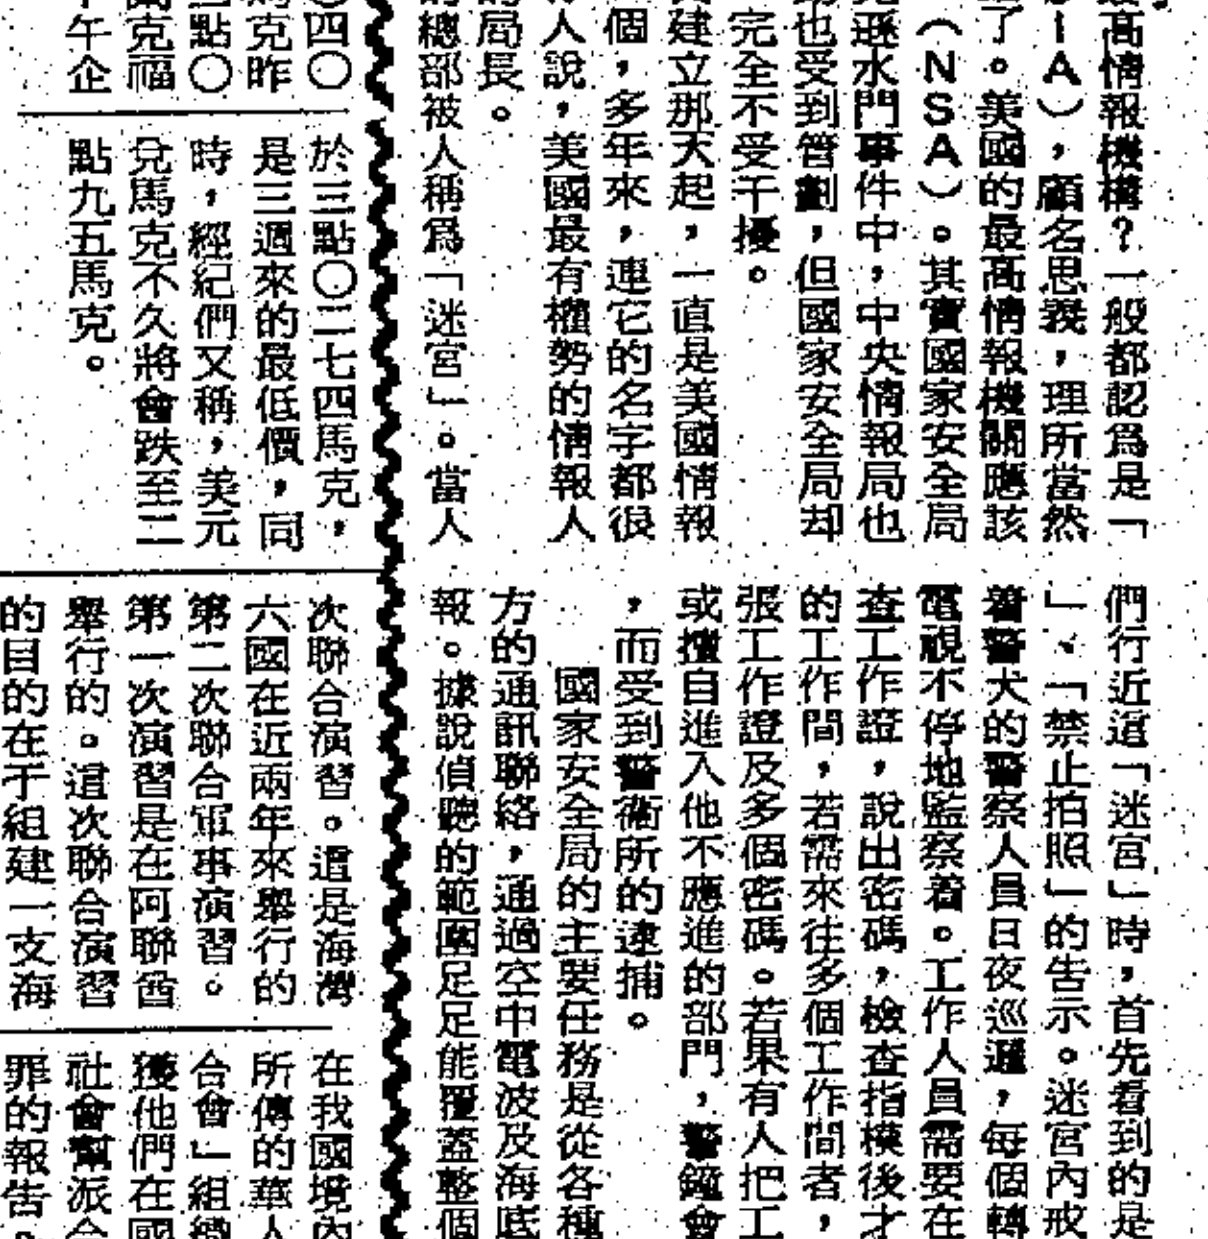 高情報機構?一般都認爲是「
A),顧名思義,理所當然
了。美國的最高情報機關應該
(NSA)。其實國家安全局
遜水門事件中,中央情報局也
也受到管劃,但國家安全局却
完全不受干擾。
建立那天起,一直是美國情報
個,多年來,連它的名字都很
人說,美國最有權勢的情報人
局長。
的總部被人稱爲「迷宮」。當人
們行近這「迷宮」時,首先看到的是
」、「禁止拍照」的告示。迷宮內戒
着警犬的警察人員日夜巡邏,每個轉
電視不停地監察着。工作人員需要在
查工作證,說出密碼,檢查指模後才
的工作間,若需來往多個工作間者,
張工作證及多個密碼。若果有人把工
或擅自進入他不應進的部門,警鐘會
,而受到警衞所的逮捕。
國家安全局的主要任務是從各種
方的通訊聯絡,通過空中電波及海底
報。據說偵聽的範圍足足能覆蓋整個
四〇
馬克昨
點〇
克福
午企
於三點〇二七四馬克,
是三週來的最低價,同
時,經紀們又稱,美元
兌馬克不久將會跌至二
點九五馬克。
次聯合演習。這是海灣
六國在近兩年來舉行的
第二次聯合軍事演習。
第一次演習是在阿聯酋
舉行的。這次聯合演習
的目的在于組建一支海
在我國境內
所傳的華人
合會」組織
獲他們在國
社會幫派合
罪的報告。